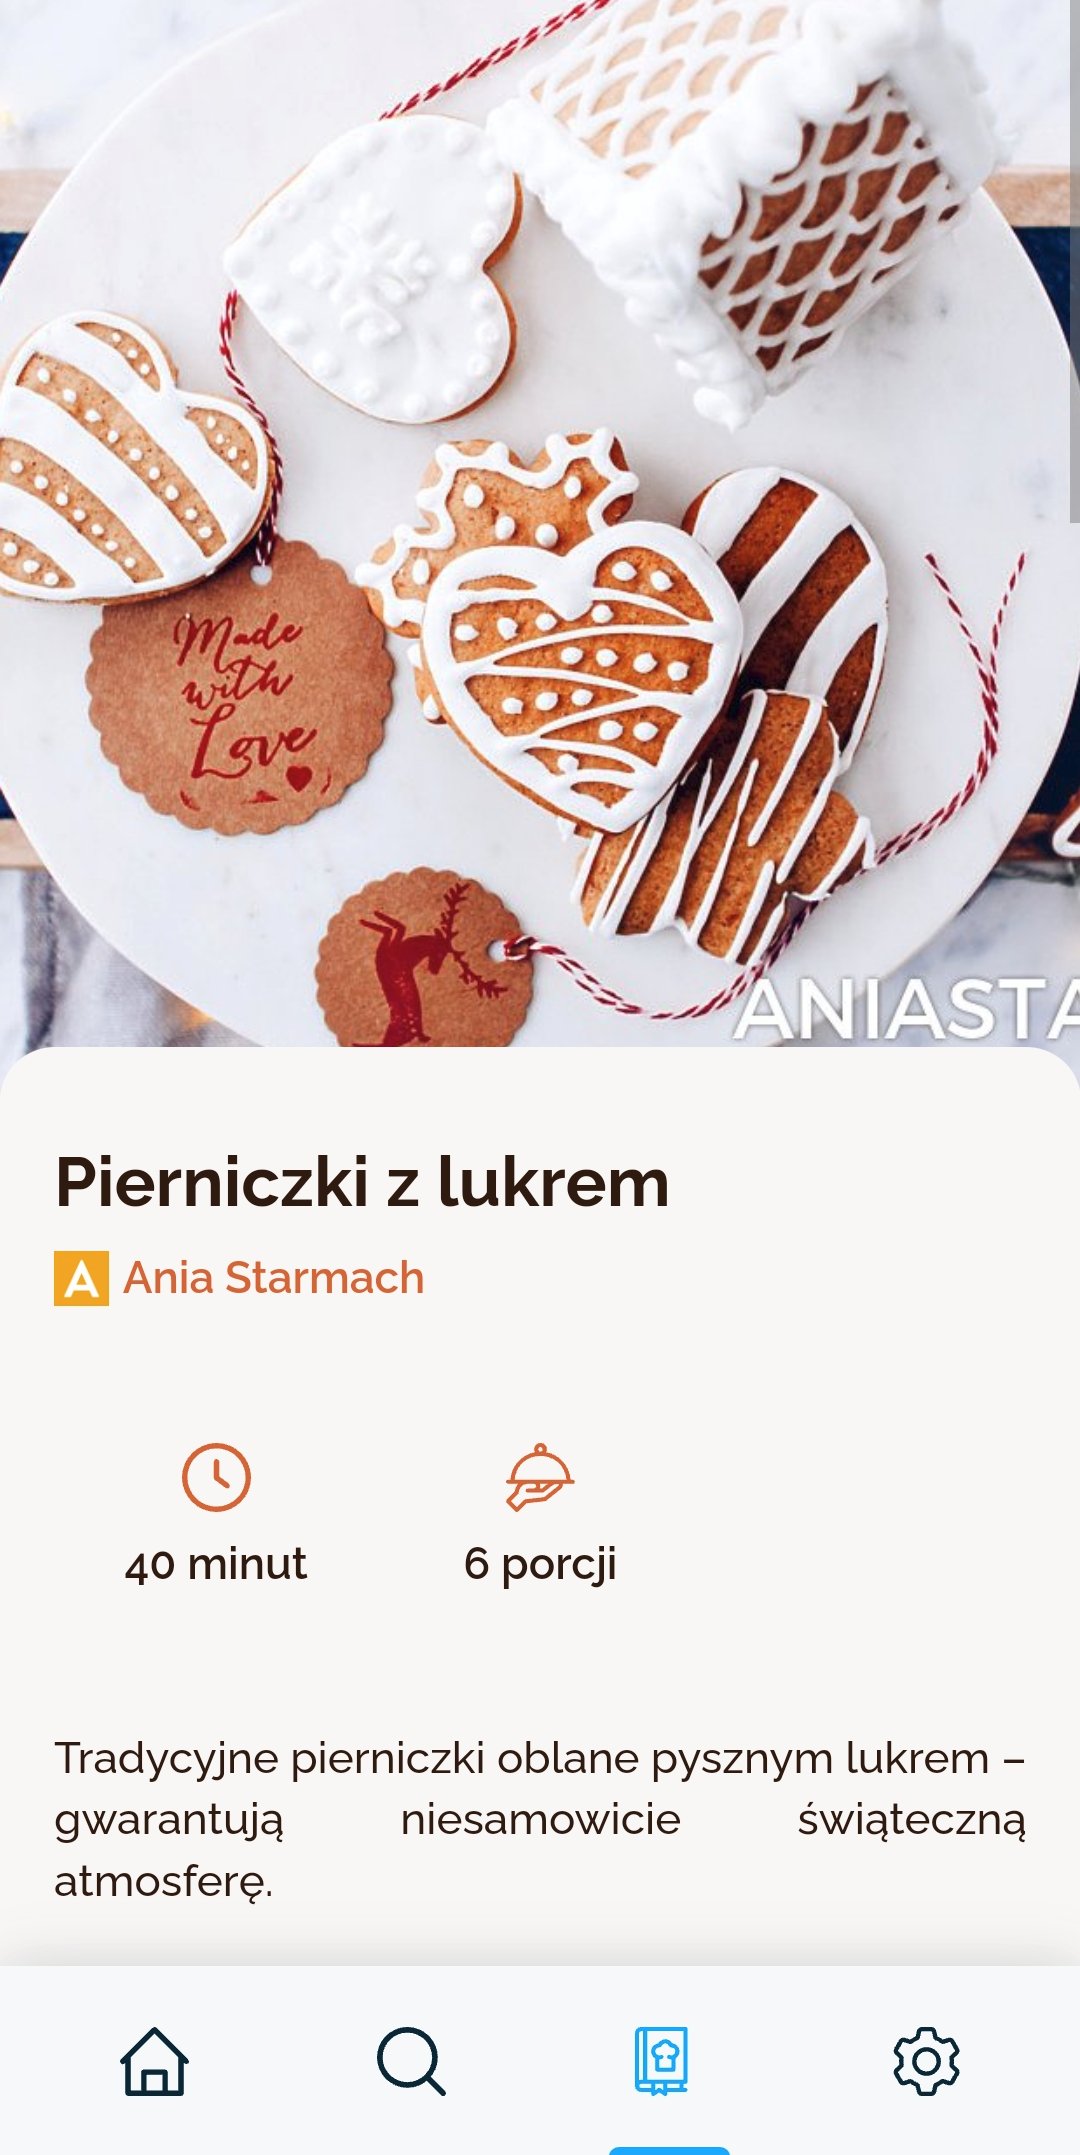 Made
with
Love
ANIASTA
Pierniczki z lukrem
A Ania Starmach
40 minut
6 porcji
Tradycyjne pierniczki oblane pysznym lukrem –
gwarantują niesamowicie świąteczną
atmosferę.